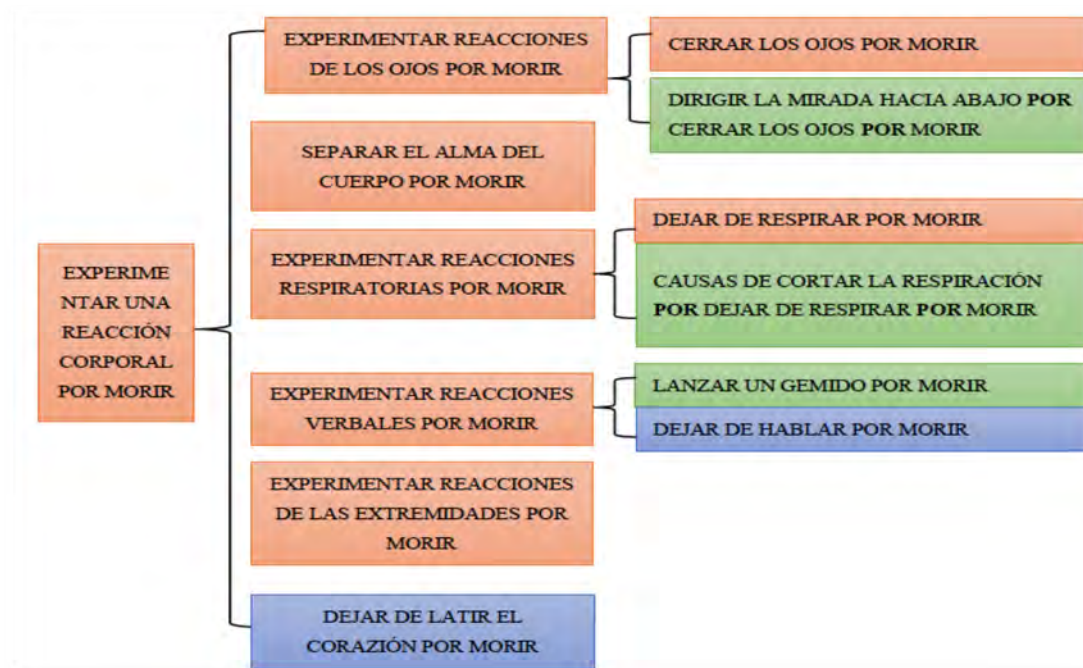 EXPERIMENTAR REACCIONES
DE LOS OJOS POR MORIR
CERRAR LOS OJOS POR MORIR
DIRIGIR LA MIRADA HACIA ABAJO POR
CERRAR LOS OJOS POR MORIR
SEPARAR EL ALMA DEL
CUERPO POR MORIR
EXPERIME
NTAR UNA
REACCIÓN
CORPORAL
POR MORIR
EXPERIMENTAR REACCIONES
RESPIRATORIAS POR MORIR
DEJAR DE RESPIRAR POR MORIR
CAUSAS DE CORTAR LA RESPIRACIÓN
POR DEJAR DE RESPIRAR POR MORIR
EXPERIMENTAR REACCIONES
VERBALES POR MORIR
LANZAR UN GEMIDO POR MORIR
DEJAR DE HABLAR POR MORIR
EXPERIMENTAR REACCIONES
DE LAS EXTREMIDADES POR
MORIR
DEJAR DE LATIR EL
CORAZIÓN POR MORIR